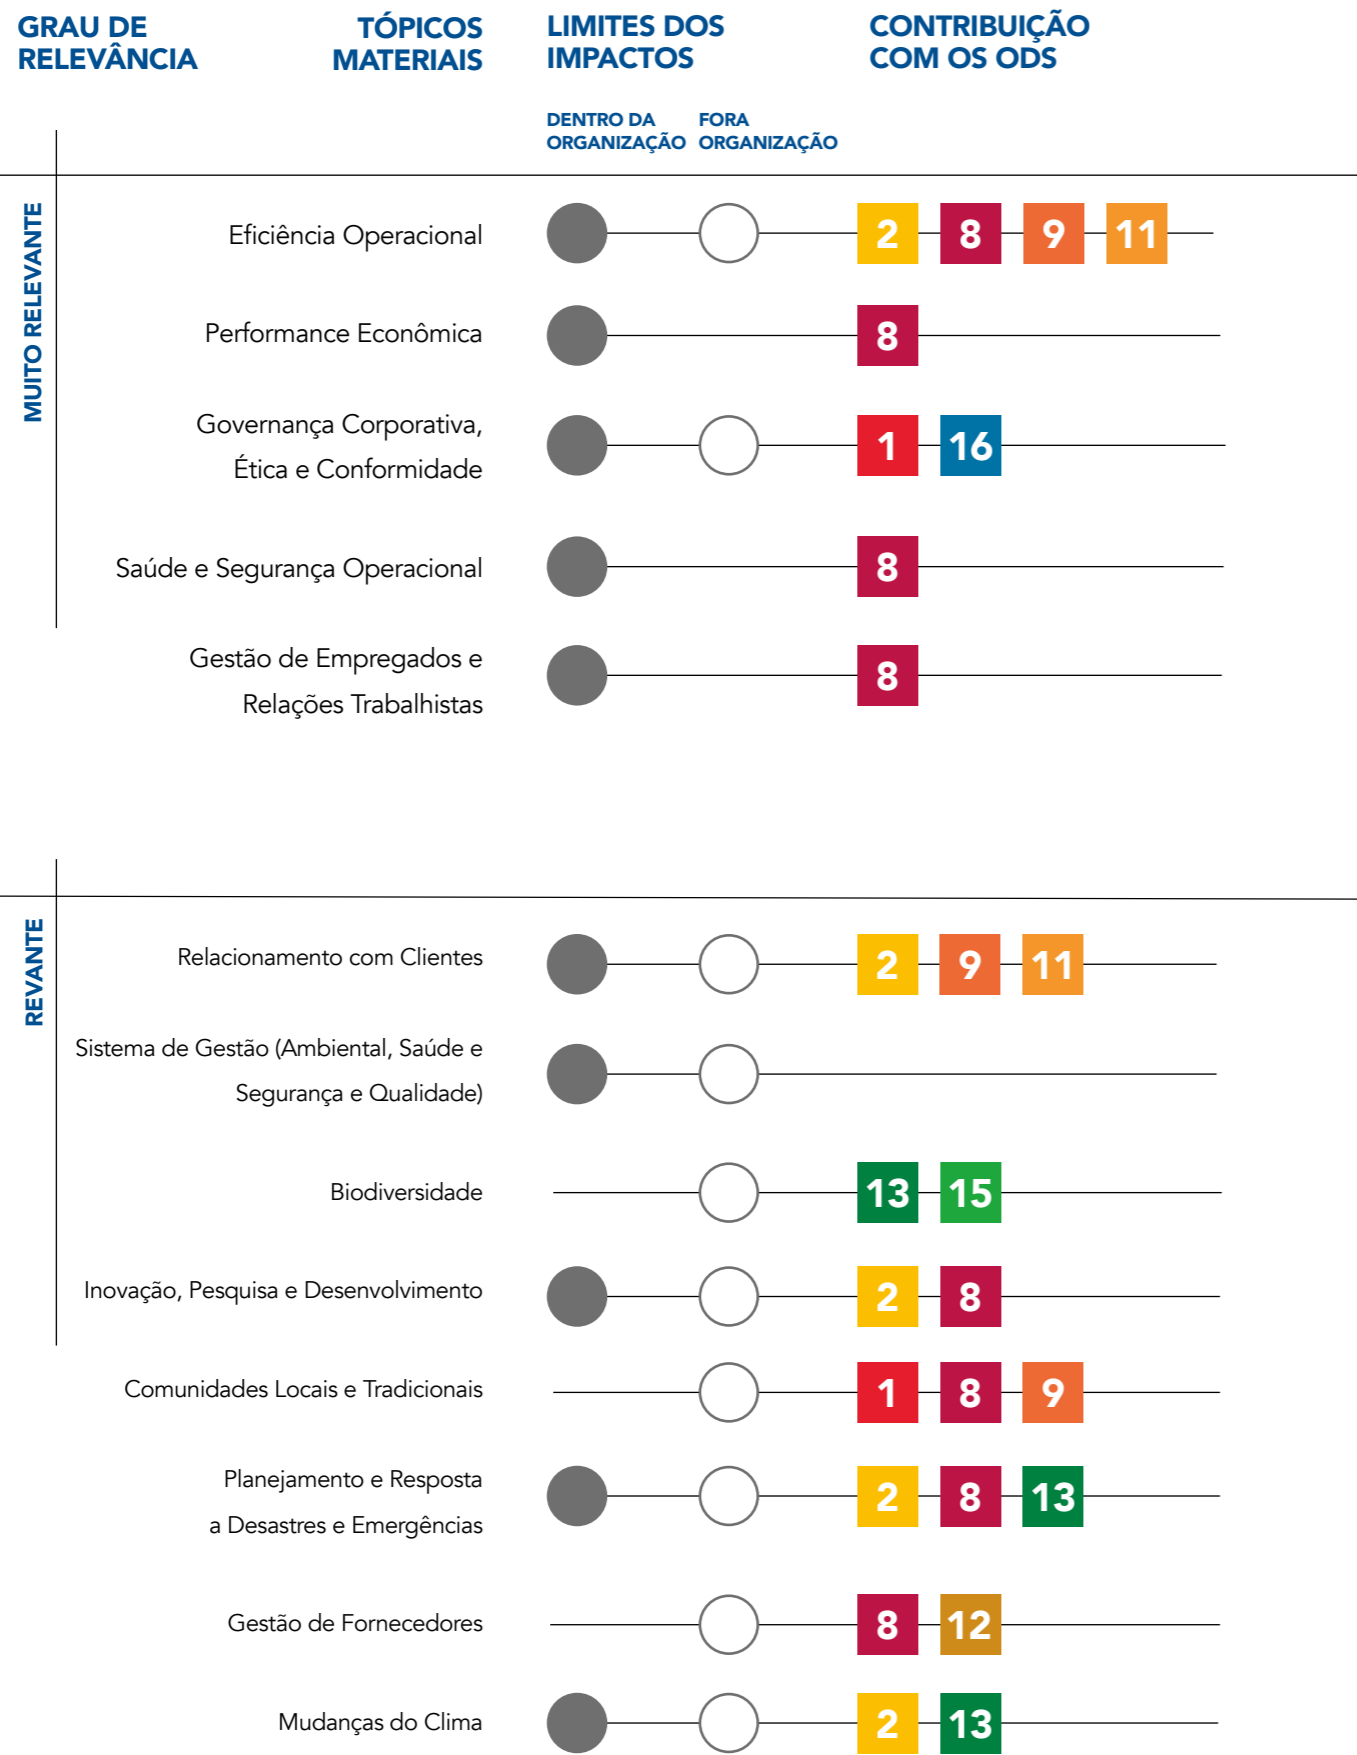 GRAU DE
RELEVÂNCIA
TÓPICOS
MATERIAIS
LIMITES DOS
IMPACTOS
CONTRIBUIÇÃO
COM OS ODS
DENTRO DA
ORGANIZAÇÃO
FORA
ORGANIZAÇÃO
MUITO RELEVANTE
Eficiência Operacional
2 8 9 11
Performance Econômica
8
Governança Corporativa,
Ética e Conformidade
1 16
Saúde e Segurança Operacional
8
Gestão de Empregados e
Relações Trabalhistas
8
REVANTE
Relacionamento com Clientes
2 9 11
Sistema de Gestão (Ambiental, Saúde e
Segurança e Qualidade)
Biodiversidade
13 15
Inovação, Pesquisa e Desenvolvimento
2 8
Comunidades Locais e Tradicionais
1 8 9
Planejamento e Resposta
a Desastres e Emergências
2 8 13
Gestão de Fornecedores
8 12
Mudanças do Clima
2 13